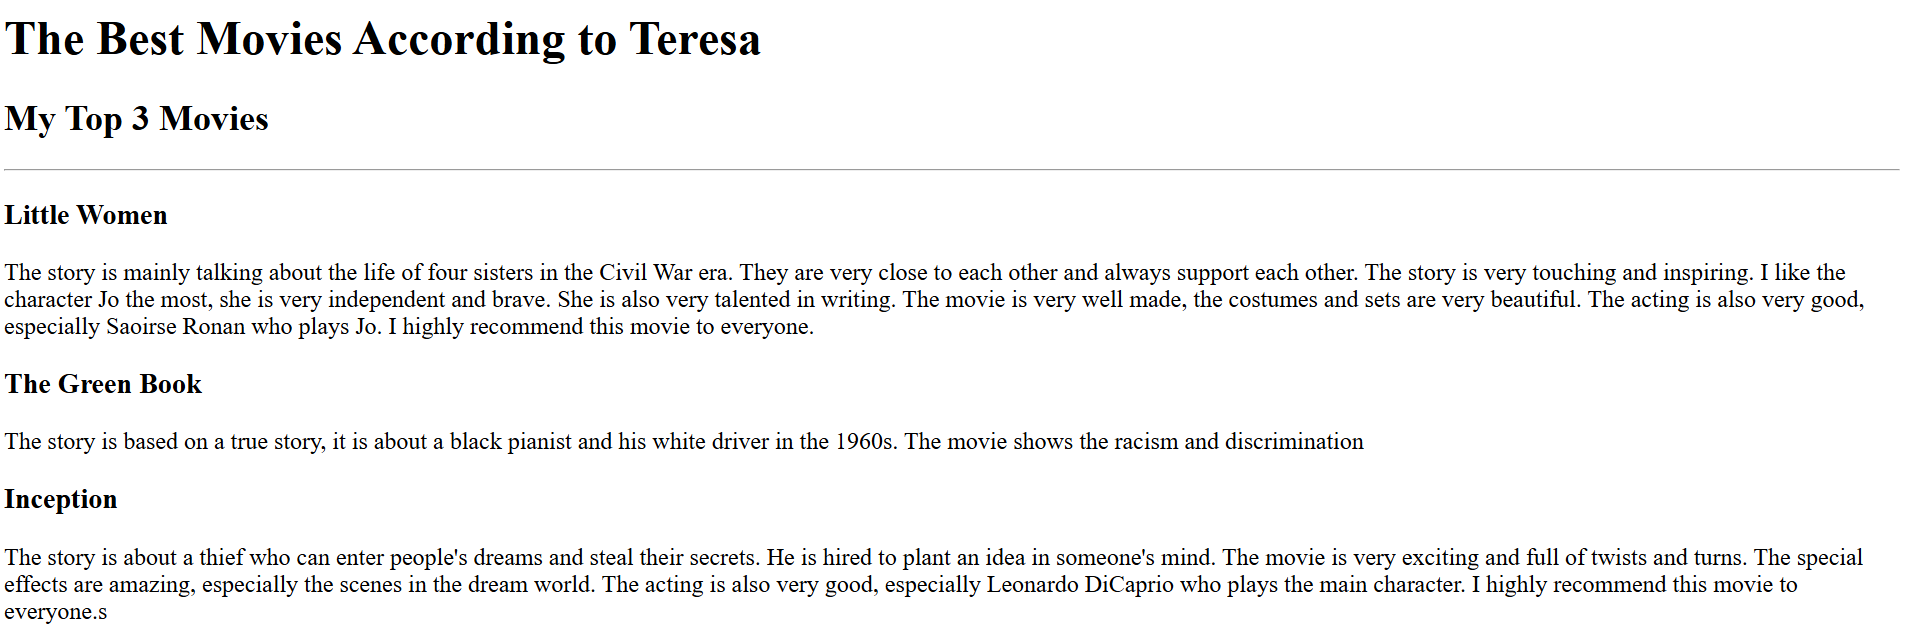 The Best Movies According to Teresa
My Top 3 Movies
Little Women
The story is mainly talking about the life of four sisters in the Civil War era. They are very close to each other and always support each other. The story is very touching and inspiring. I like the
character Jo the most, she is very independent and brave. She is also very talented in writing. The movie is very well made, the costumes and sets are very beautiful. The acting is also very good,
especially Saoirse Ronan who plays Jo. I highly recommend this movie to everyone.
The Green Book
The story is based on a true story, it is about a black pianist and his white driver in the 1960s. The movie shows the racism and discrimination
Inception
The story is about a thief who can enter people's dreams and steal their secrets. He is hired to plant an idea in someone's mind. The movie is very exciting and full of twists and turns. The special
effects are amazing, especially the scenes in the dream world. The acting is also very good, especially Leonardo DiCaprio who plays the main character. I highly recommend this movie to
everyone.s